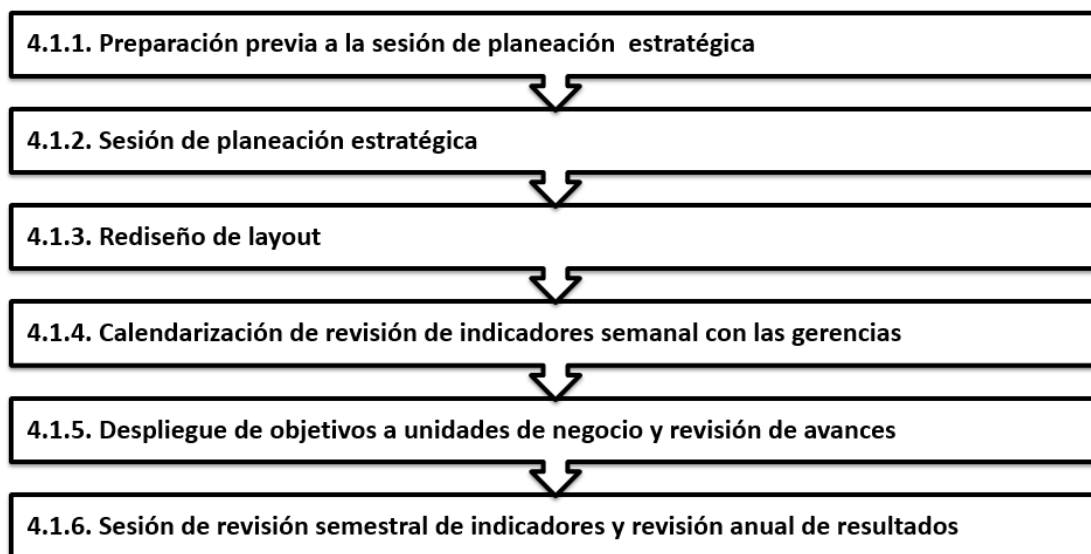 4.1.1. Preparación previa a la sesión de planeación  estratégica
4.1.2. Sesión de planeación estratégica
4.1.3. Rediseño de layout
4.1.4. Calendarización de revisión de indicadores semanal con las gerencias
4.1.5. Despliegue de objetivos a unidades de negocio y revisión de avances
4.1.6. Sesión de revisión semestral de indicadores y revisión anual de resultados